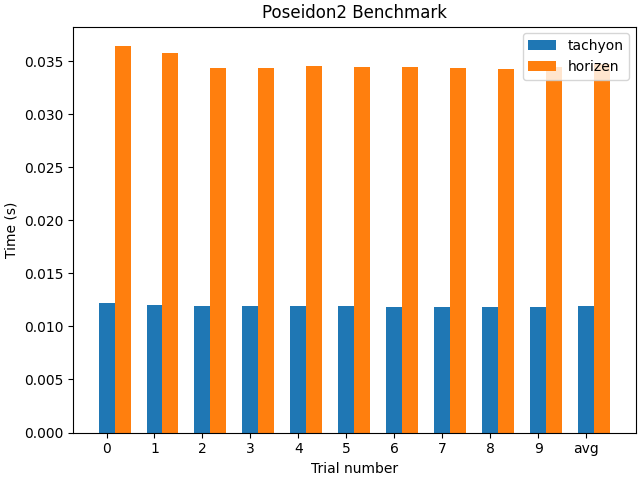 Poseidon2 Benchmark
tachyon
horizen
0.035
0.030
0.025
0.020
0.015
0.010
0.005
0.000
Time (s)
0 1 2 3 4 5 6 7 8 9 avg
Trial number